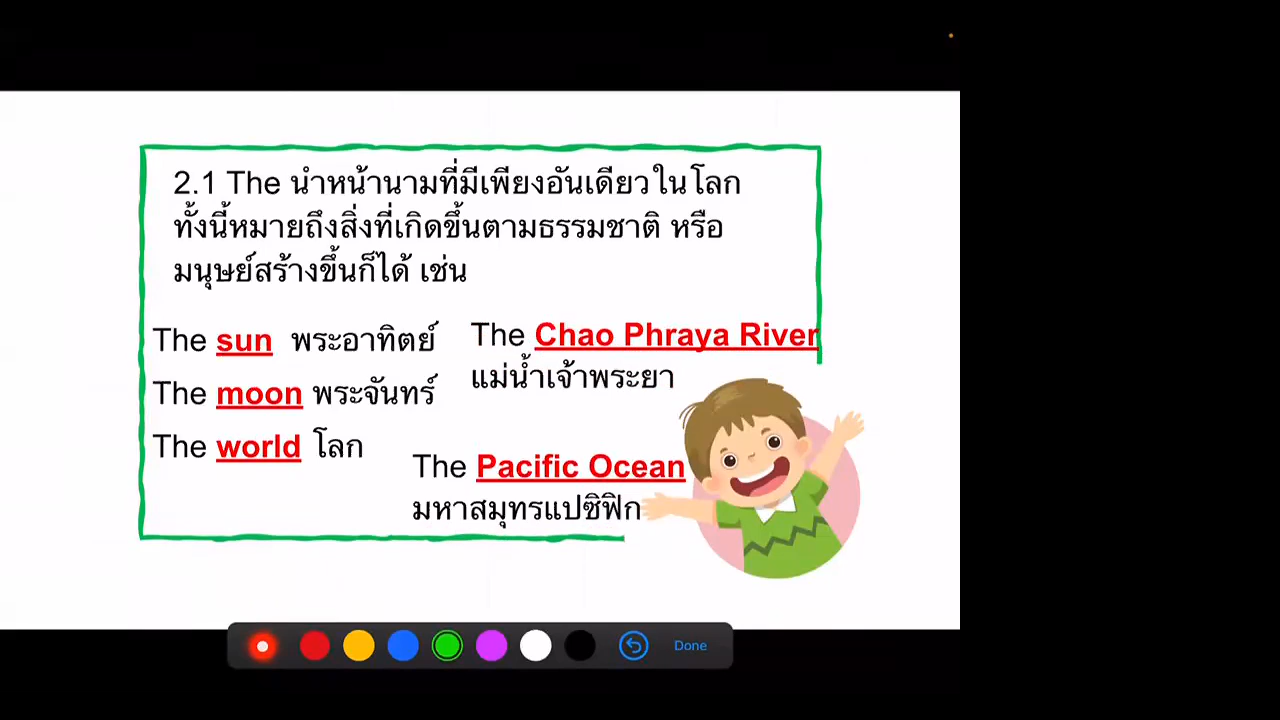 2.1 The นำหน้านามที่มีเพียงอันเดียวในโลก
ทั้งนี้หมายถึงสิ่งที่เกิดขึ้นตามธรรมชาติ หรือ
มนุษย์สร้างขึ้นก็ได้ เช่น
The sun พระอาทิตย์
The moon พระจันทร์
The world โลก
The Chao Phraya River
แม่น้ำเจ้าพระยา
The Pacific Ocean
มหาสมุทรแปซิฟิก
Done